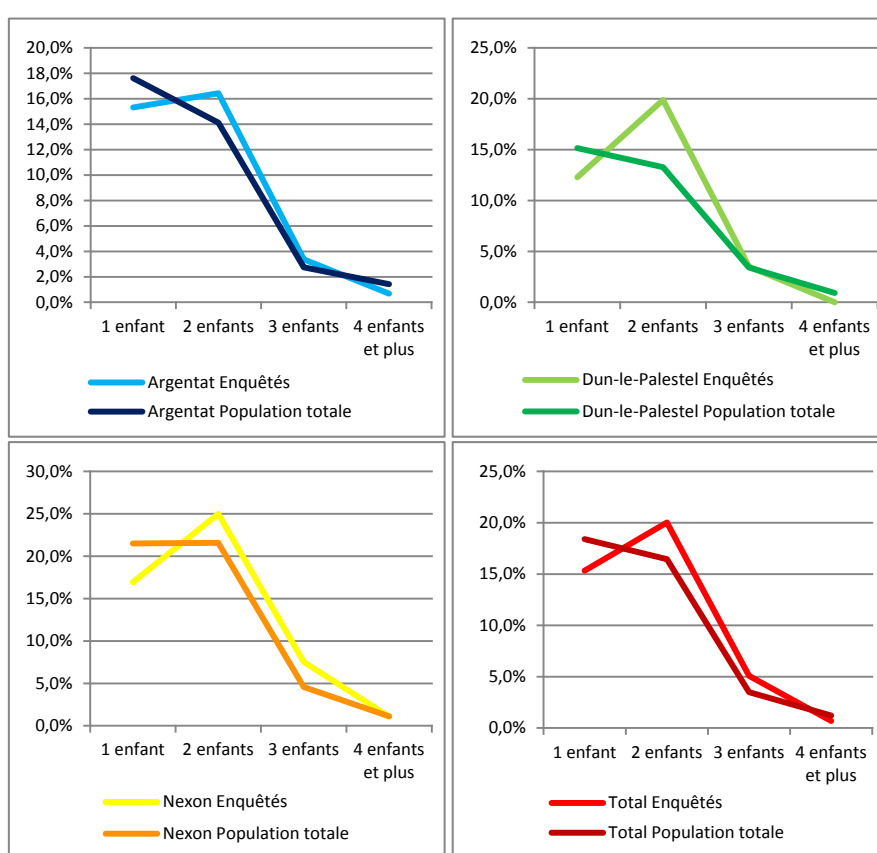 20,0%
18,0%
16,0%
14,0%
12,0%
10,0%
8,0%
6,0%
4,0%
2,0%
0,0%
1 enfant 2 enfants 3 enfants 4 enfants
et plus
Argentat Enquêtés
Argentat Population totale
25,0%
20,0%
15,0%
10,0%
5,0%
0,0%
1 enfant 2 enfants 3 enfants 4 enfants
et plus
Dun-le-Palestel Enquêtés
Dun-le-Palestel Population totale
30,0%
25,0%
20,0%
15,0%
10,0%
5,0%
0,0%
1 enfant 2 enfants 3 enfants 4 enfants
et plus
Nexon Enquêtés
Nexon Population totale
25,0%
20,0%
15,0%
10,0%
5,0%
0,0%
1 enfant 2 enfants 3 enfants 4 enfants
et plus
Total Enquêtés
Total Population totale